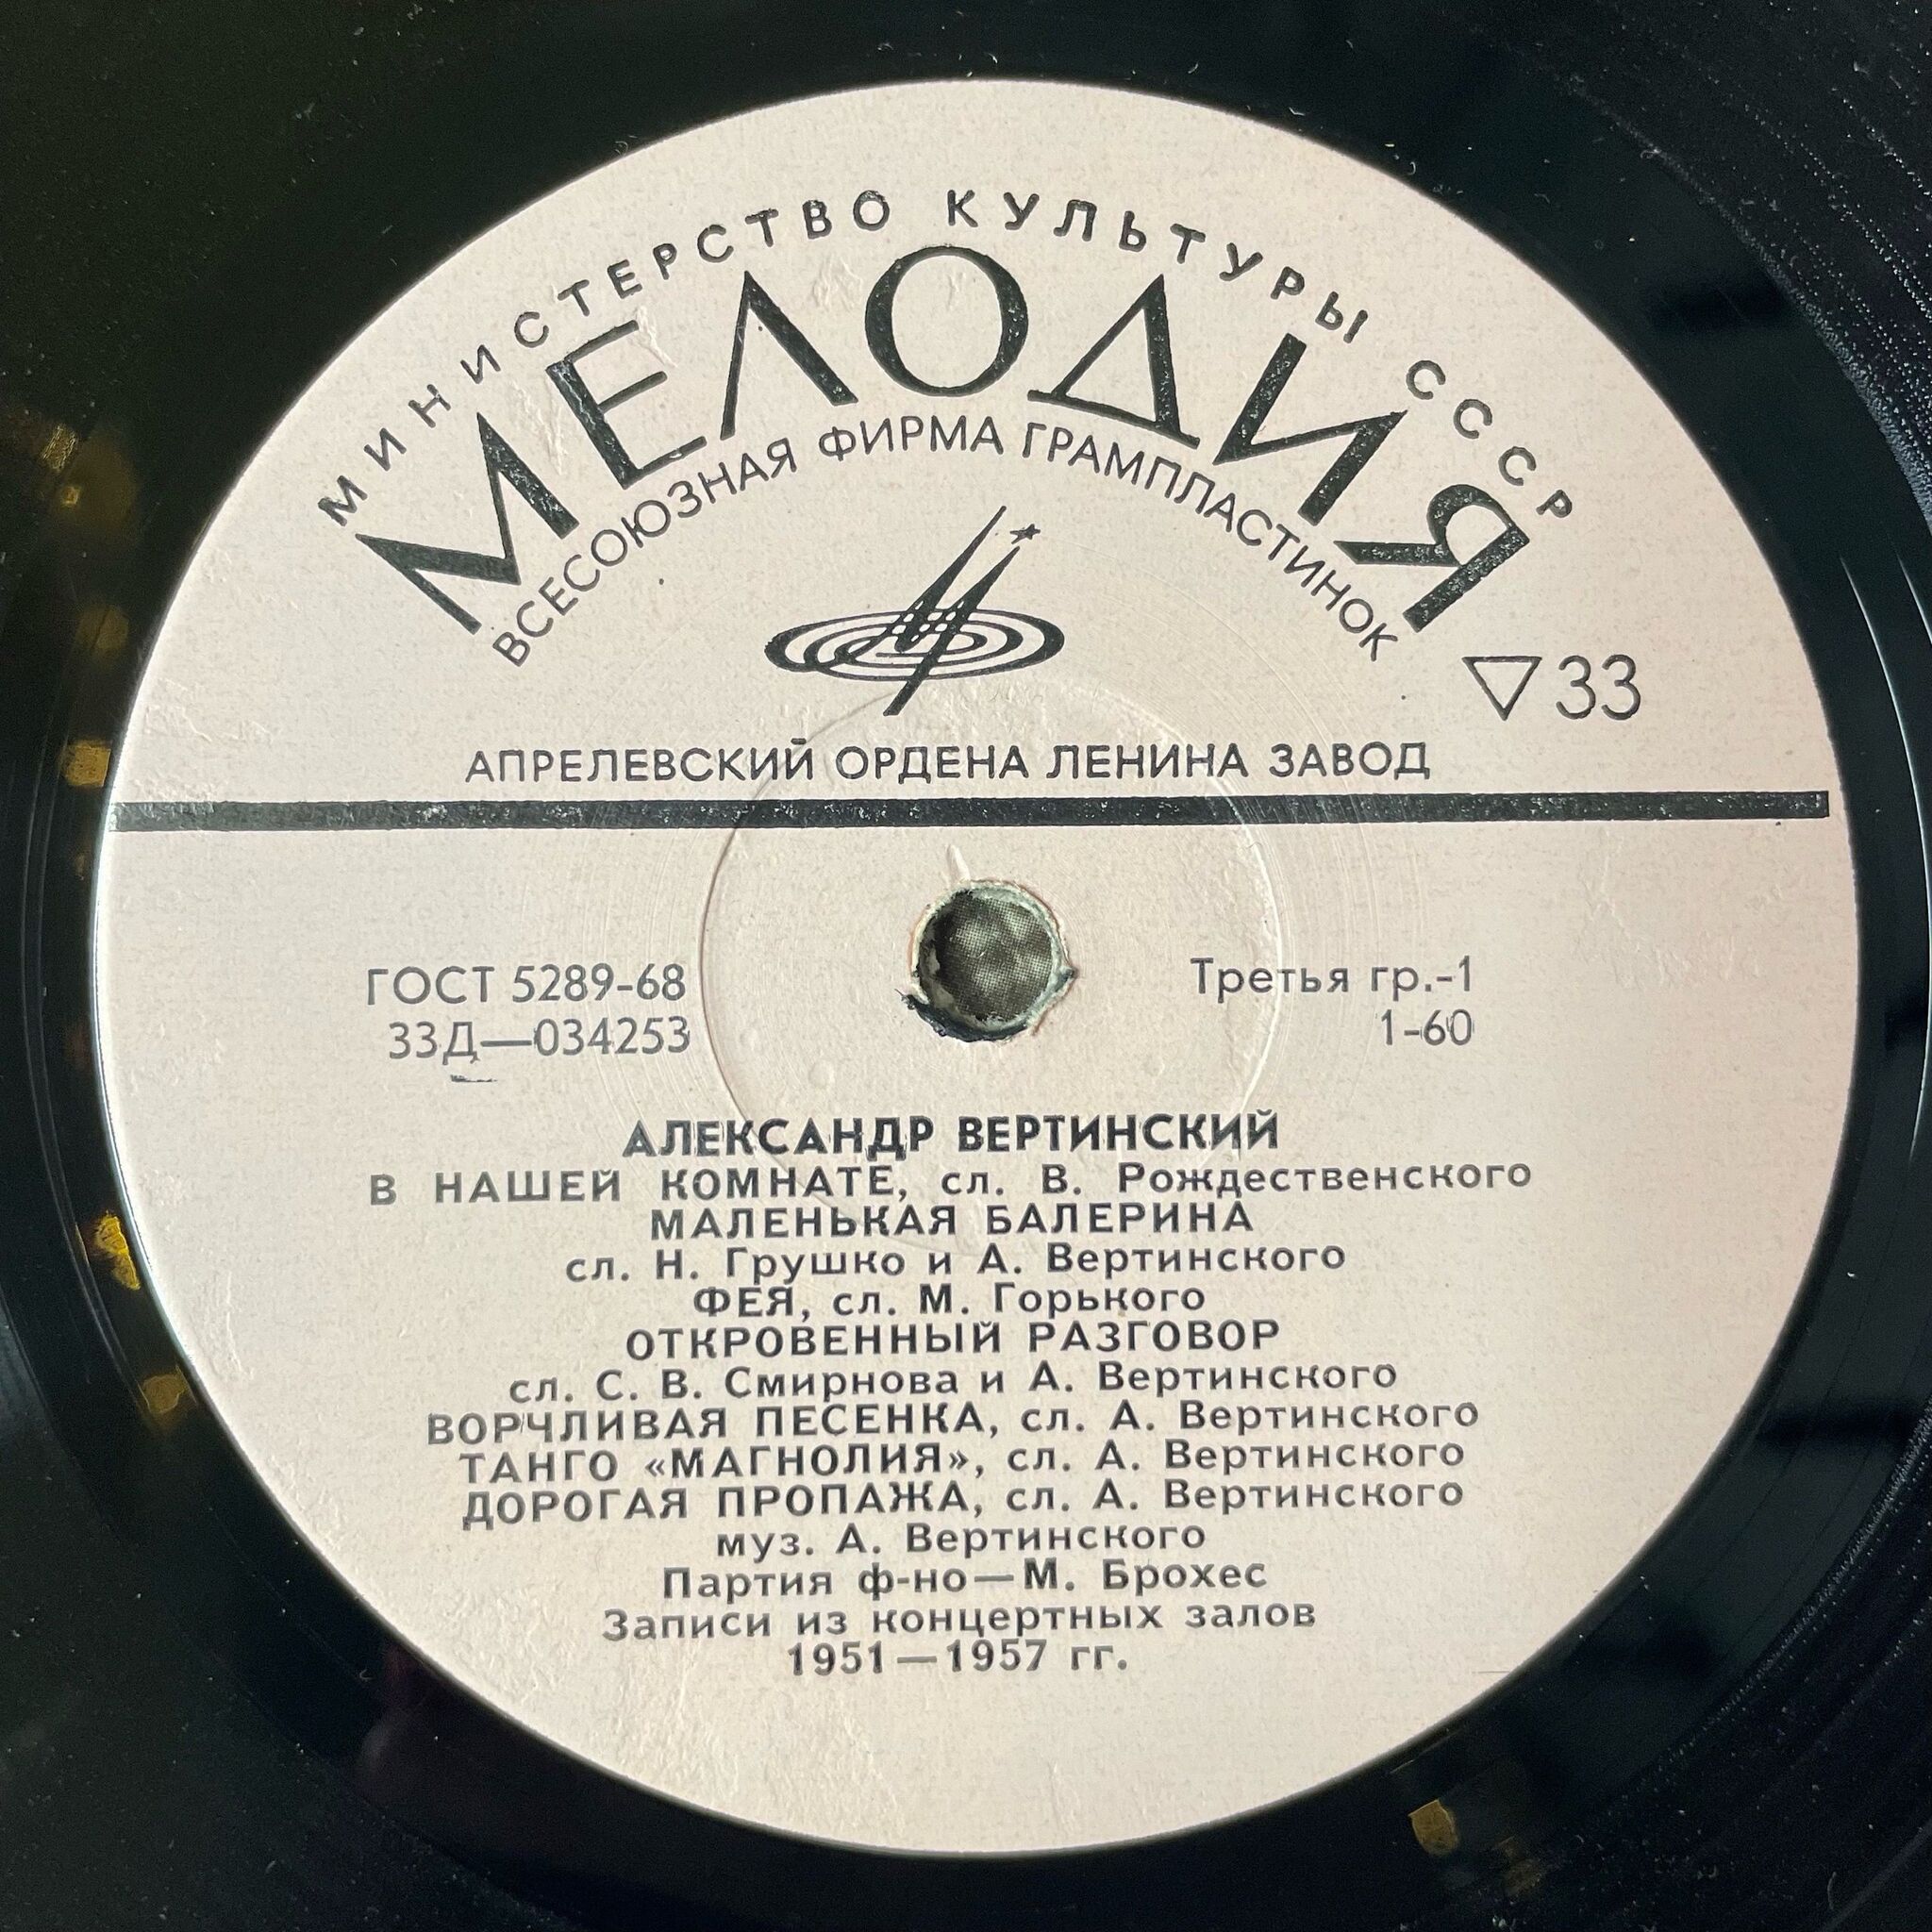 МИНИСТЕРСТВО КУЛЬТУРЫ СССР
МЕЛОДИЯ
ВСЕСОЮЗНАЯ ФИРМА ГРАМПЛАСТИНОК
33
АПРЕЛЕВСКИЙ ОРДЕНА ЛЕНИНА ЗАВОД
ГОСТ 5289-68
33Д—034253
Третья гр.-1
1-60
АЛЕКСАНДР ВЕРТИНСКИЙ
В НАШЕЙ КОМНАТЕ, сл. В. Рождественского
МАЛЕНЬКАЯ БАЛЕРИНА
сл. Н. Грушко и А. Вертинского
ФЕЯ, сл. М. Горького
ОТКРОВЕННЫЙ РАЗГОВОР
сл. С. В. Смирнова и А. Вертинского
ВОРЧЛИВАЯ ПЕСЕНКА, сл. А. Вертинского
ТАНГО «МАГНОЛИЯ», сл. А. Вертинского
ДОРОГАЯ ПРОПАЖА, сл. А. Вертинского
муз. А. Вертинского
Партия ф-но—М. Брохес
Записи из концертных залов
1951—1957 гг.